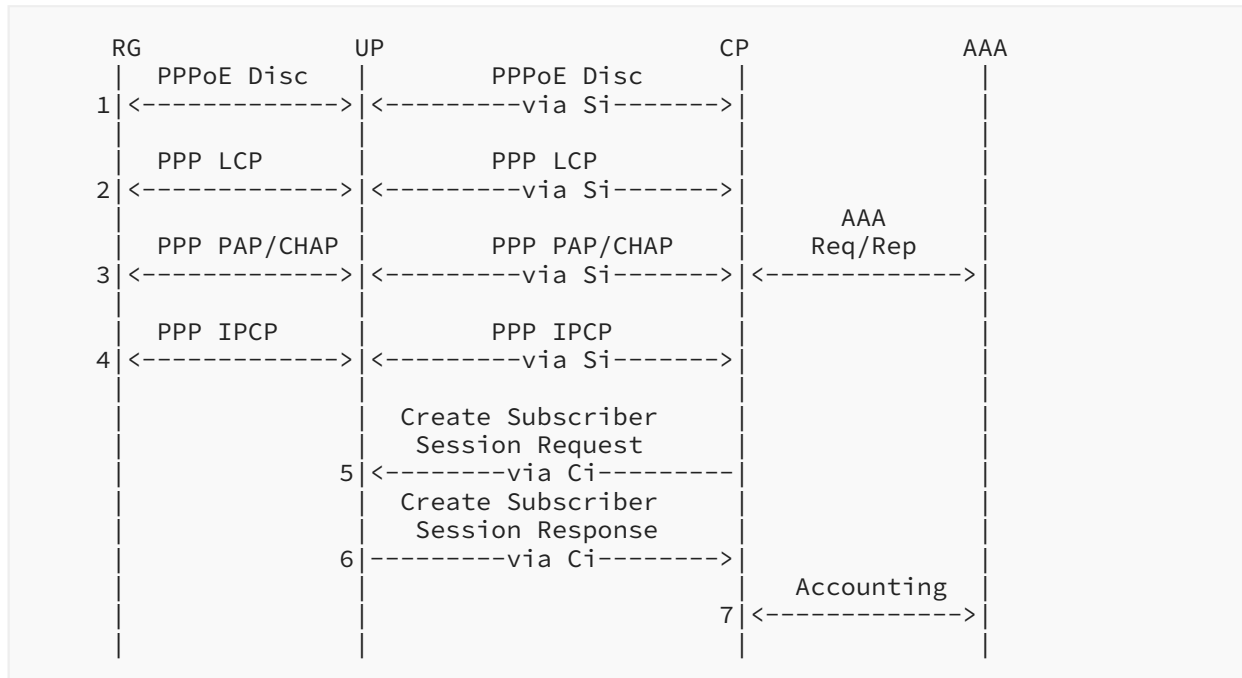 RG UP CP AAA
PPPoE Disc PPPoE Disc
1|<------------->|<---------via Si------->|
PPP LCP PPP LCP
2|<------------->|<---------via Si------->|
AAA
PPP PAP/CHAP PPP PAP/CHAP Req/Rep
3|<------------->|<---------via Si------->|<------------->|
PPP IPCP PPP IPCP
4|<------------->|<---------via Si------->|
Create Subscriber
Session Request
5|<--------via Ci---------|
Create Subscriber
Session Response
6|---------via Ci-------->|
Accounting
7|<------------->|